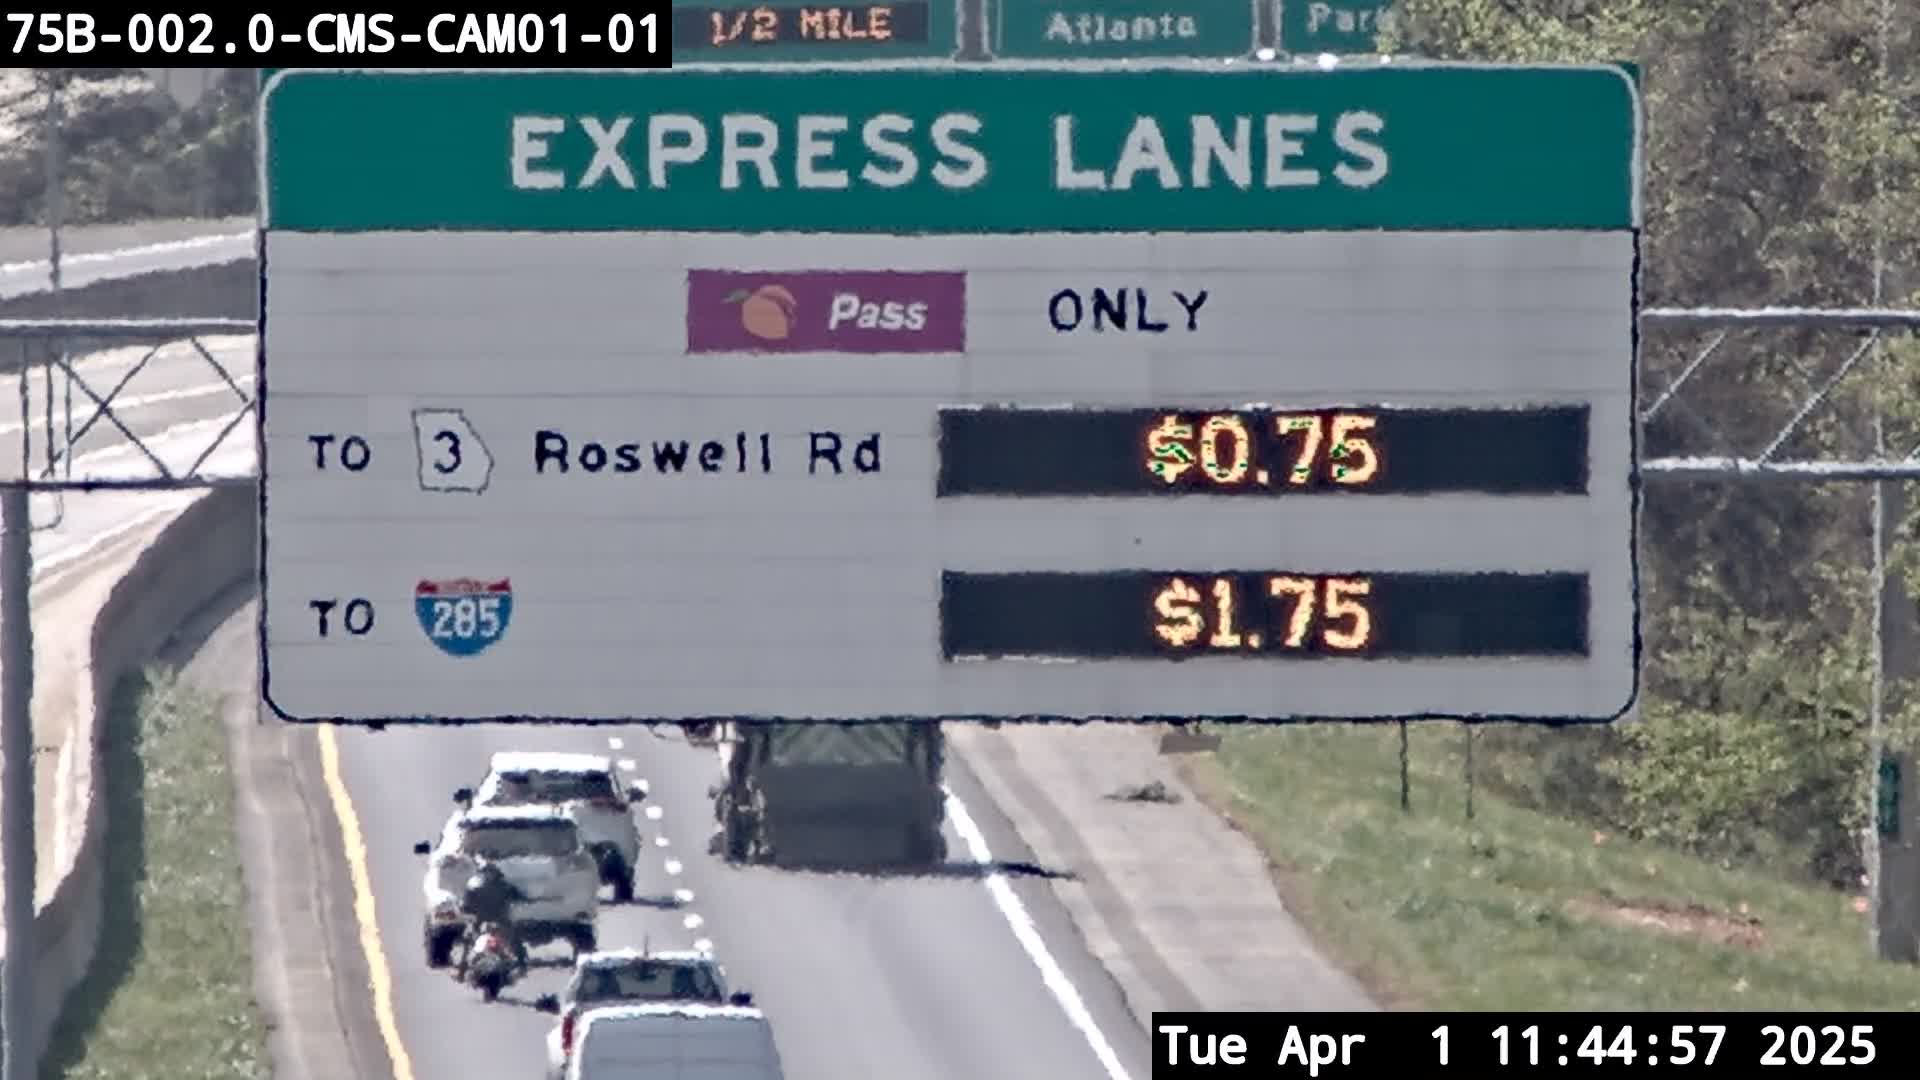 75B-002.0-CMS-CAM01-01
1/2 MILE
Atlanta
EXPRESS LANES
Pass ONLY
TO 3 Roswell Rd $0.75
TO 285 $1.75
Tue Apr 1 11:44:57 2025